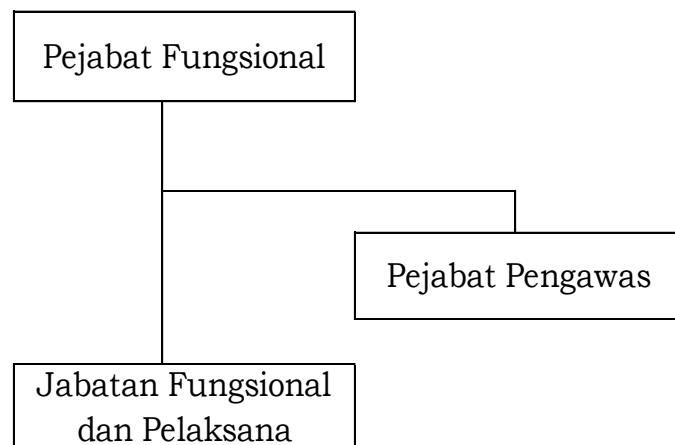 Pejabat Fungsional
Pejabat Pengawas
Jabatan Fungsional
dan Pelaksana